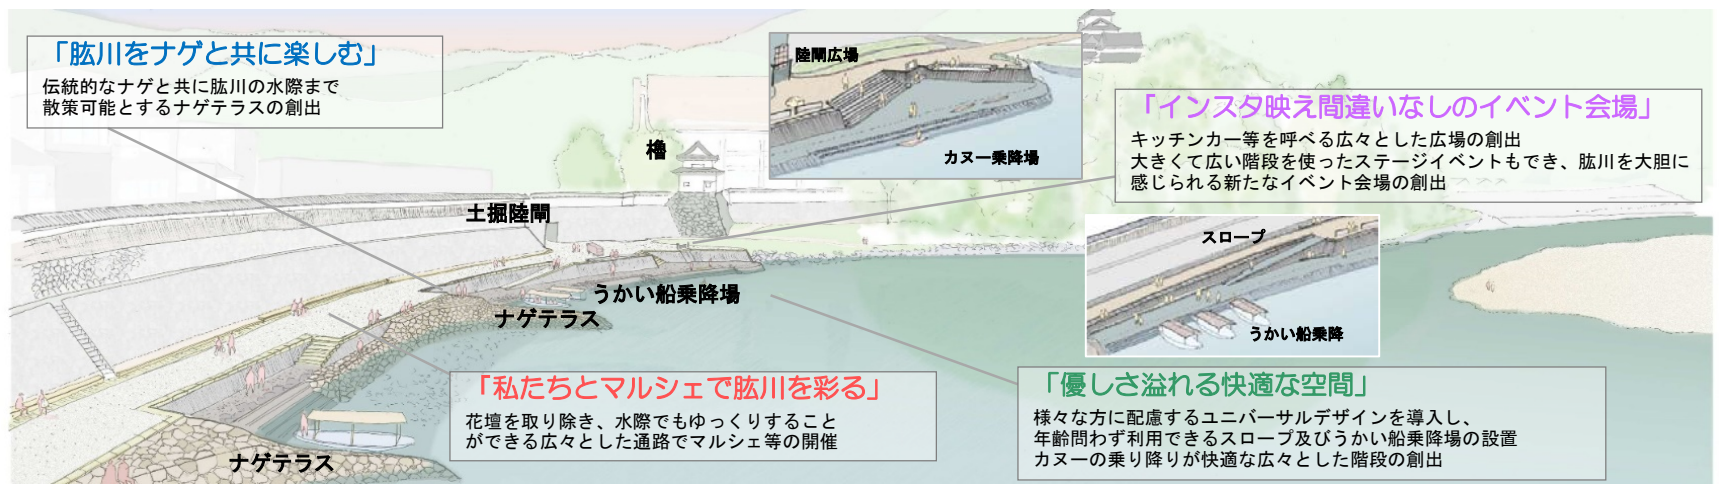 「肱川をナゲと共に楽しむ」
伝統的なナゲと共に肱川の水際まで
散策可能とするナゲテラスの創出
陸閘広場
カヌー乗降場
「インスタ映え間違いなしのイベント会場」
キッチンカー等を呼べる広々とした広場の創出
大きくて広い階段を使ったステージイベントもでき、肱川を大胆に
感じられる新たなイベント会場の創出
櫓
土掘陸閘
スロープ
うかい船乗降
うかい船乗降場
ナゲテラス
「私たちとマルシェで肱川を彩る」
花壇を取り除き、水際でもゆっくりすること
ができる広々とした通路でマルシェ等の開催
「優しさ溢れる快適な空間」
様々な方に配慮するユニバーサルデザインを導入し、
年齢問わず利用できるスロープ及びうかい船乗降場の設置
カヌーの乗り降りが快適な広々とした階段の創出
ナゲテラス